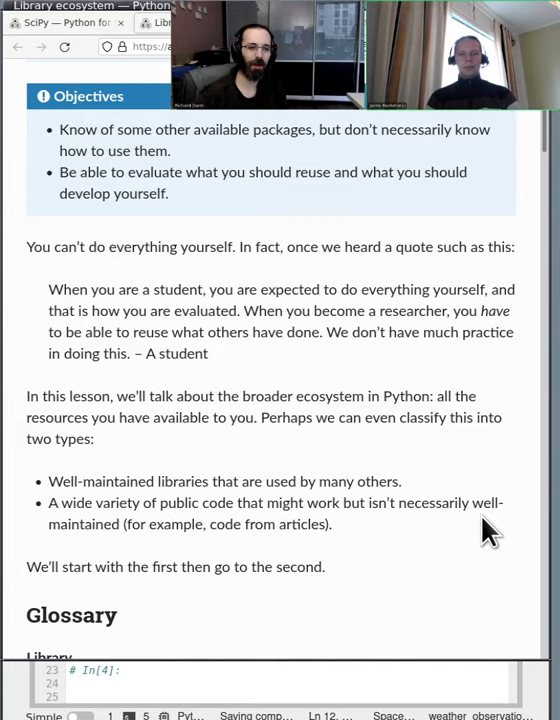 Library ecosystem — Python
SciPy — Python for
Libr
https://a
Richard Darst
Objectives
• Know of some other available packages, but don't necessarily know
how to use them.
• Be able to evaluate what you should reuse and what you should
develop yourself.
You can't do everything yourself. In fact, once we heard a quote such as this:
When you are a student, you are expected to do everything yourself, and
that is how you are evaluated. When you become a researcher, you have
to be able to reuse what others have done. We don't have much practice
in doing this. – A student
In this lesson, we'll talk about the broader ecosystem in Python: all the
resources you have available to you. Perhaps we can even classify this into
two types:
• Well-maintained libraries that are used by many others.
• A wide variety of public code that might work but isn't necessarily well-
maintained (for example, code from articles).
We'll start with the first then go to the second.
Glossary
Library
23 # In[4]:
24
25
Simple 1 5 Pyt… Saving comp… Ln 12, … Space… weather_observatio…